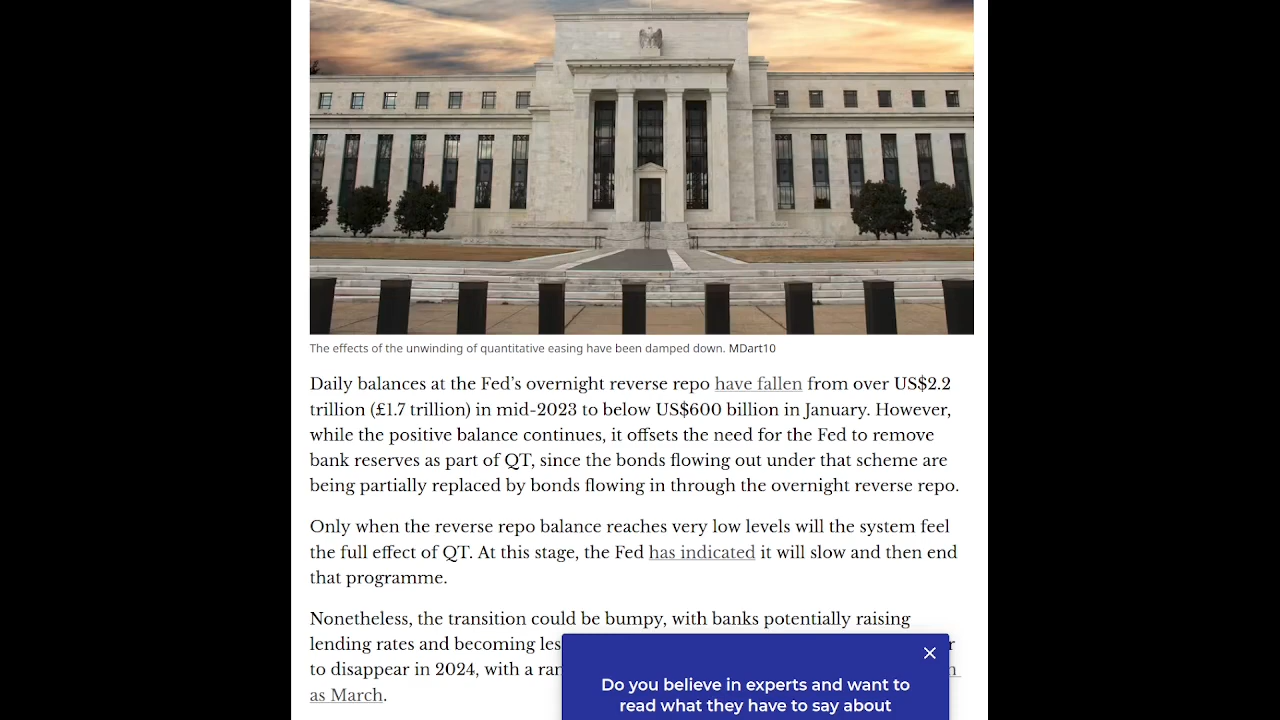 The effects of the unwinding of quantitative easing have been damped down. MDart10
Daily balances at the Fed’s overnight reverse repo have fallen from over US$2.2
trillion (£1.7 trillion) in mid-2023 to below US$600 billion in January. However,
while the positive balance continues, it offsets the need for the Fed to remove
bank reserves as part of QT, since the bonds flowing out under that scheme are
being partially replaced by bonds flowing in through the overnight reverse repo.
Only when the reverse repo balance reaches very low levels will the system feel
the full effect of QT. At this stage, the Fed has indicated it will slow and then end
that programme.
Nonetheless, the transition could be bumpy, with banks potentially raising
lending rates and becoming
to disappear in 2024, with a
as March.
Do you believe in experts and want to
read what they have to say about